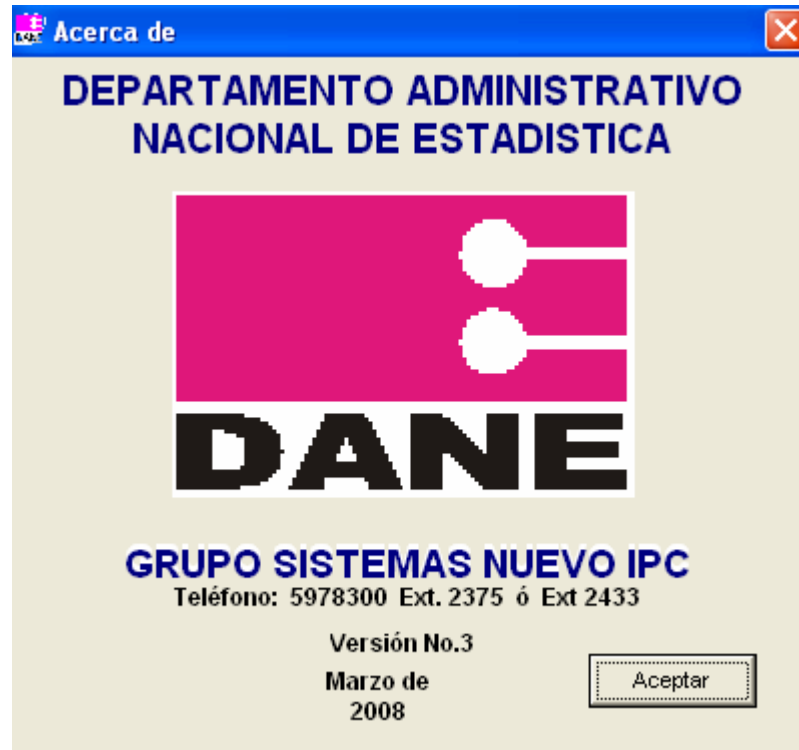 Acerca de
DEPARTAMENTO ADMINISTRATIVO
NACIONAL DE ESTADISTICA
DANE
GRUPO SISTEMAS NUEVO IPC
Teléfono: 5978300 Ext. 2375 ó Ext 2433
Versión No.3
Marzo de
2008
Aceptar